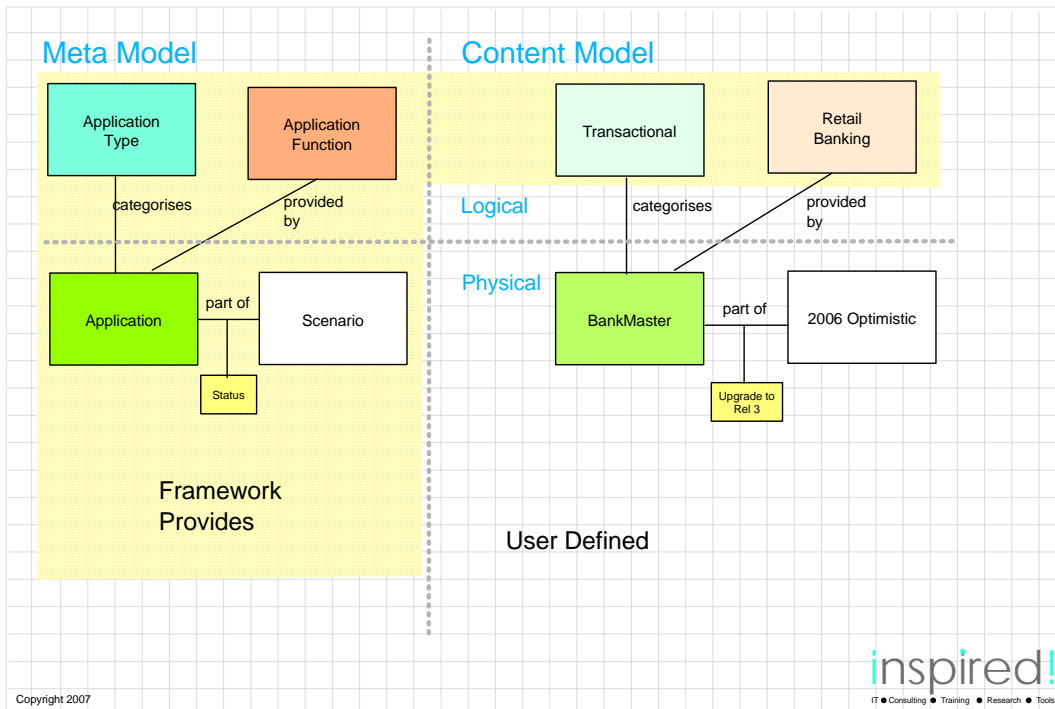 Meta Model
Content Model
Application
Type
Application
Function
Transactional
Retail
Banking
categorises
provided
by
Logical
categorises
provided
by
Physical
Application
part of
Scenario
BankMaster
part of
2006 Optimistic
Status
Upgrade to
Rel 3
Framework
Provides
User Defined
inspired!
IT ● Consulting ● Training ● Research ● Tools
Copyright 2007